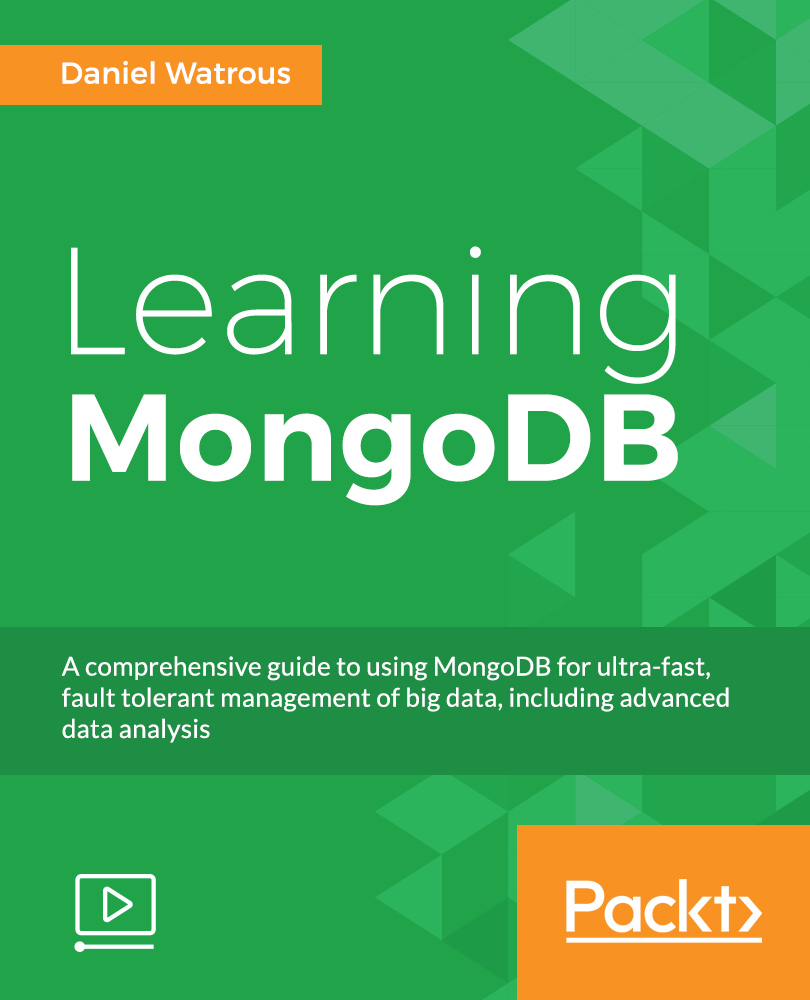 Daniel Watrous
Learning
MongoDB
A comprehensive guide to using MongoDB for ultra-fast,
fault tolerant management of big data, including advanced
data analysis
Packt>